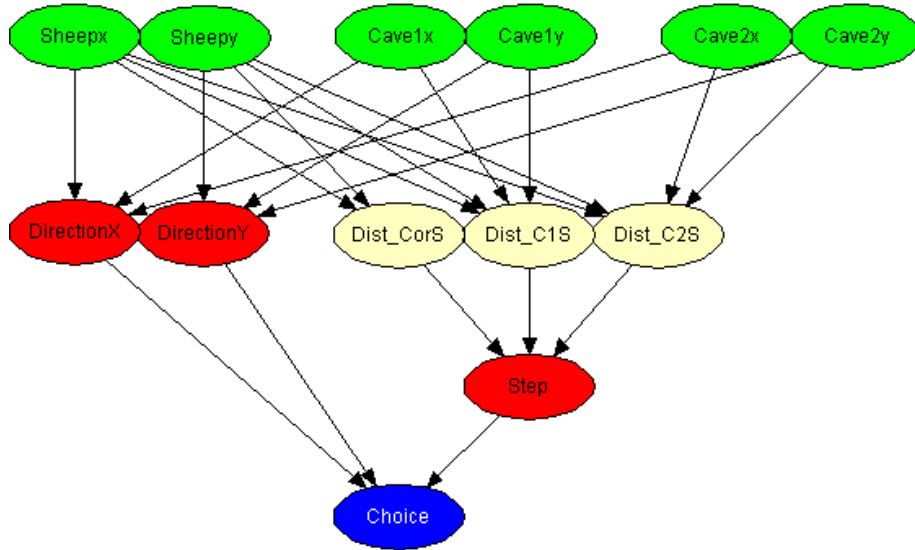 Sheepx Sheepy Cave1x Cave1y Cave2x Cave2y
DirectionX DirectionY Dist_CorS Dist_C1S Dist_C2S
Step
Choice